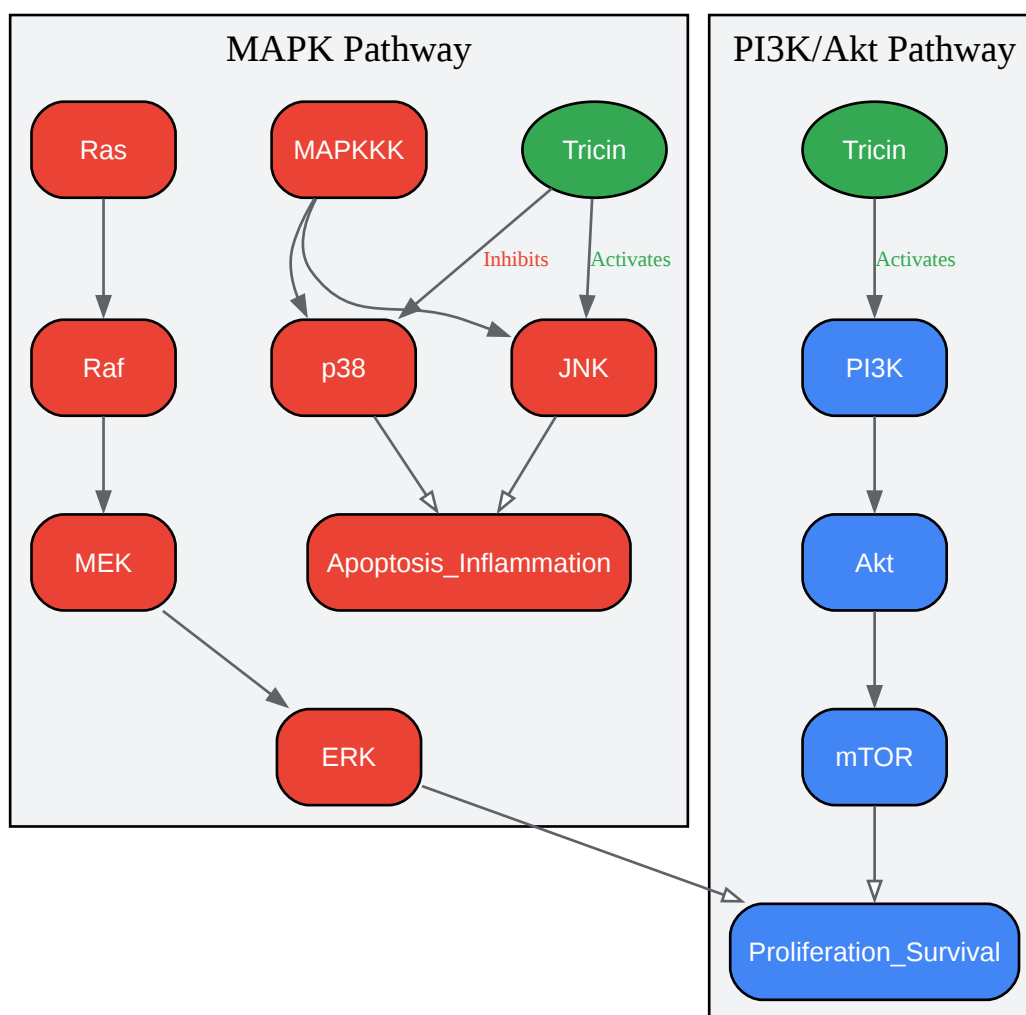 MAPK Pathway
PI3K/Akt Pathway
Ras
MAPKKK
Tricin
Tricin
Inhibits
Activates
Activates
Raf
p38
JNK
PI3K
MEK
Apoptosis_Inflammation
Akt
ERK
mTOR
Proliferation_Survival